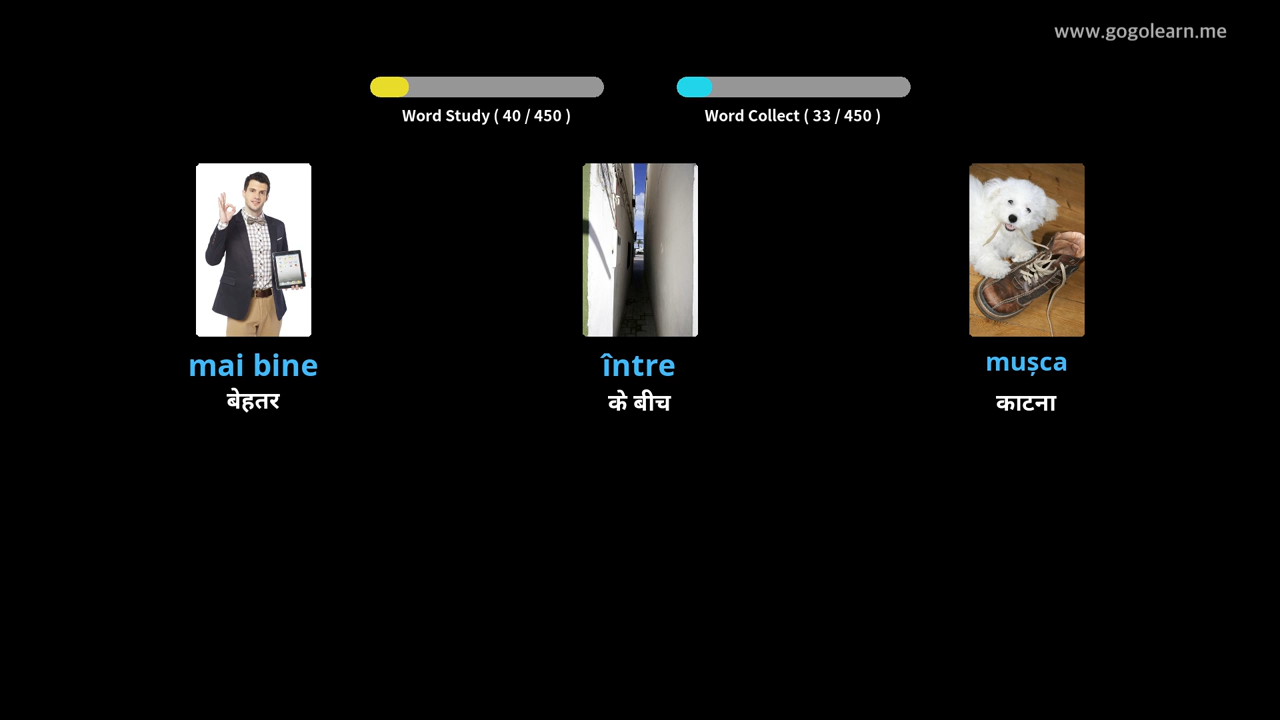 www.gogolearn.me
Word Study ( 40 / 450 )
Word Collect ( 33 / 450 )
mai bine
între
mușca
बेहतर
के बीच
काटना